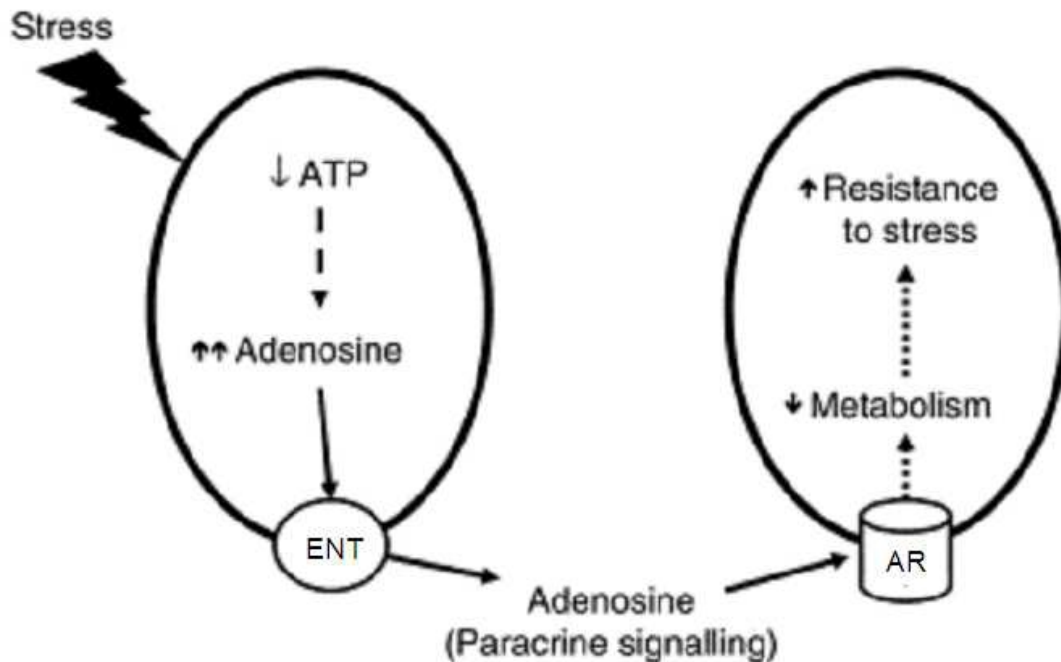 Stress
↓ ATP
↑↑ Adenosine
ENT
Adenosine
(Paracrine signalling)
↑ Resistance
to stress
↓ Metabolism
AR